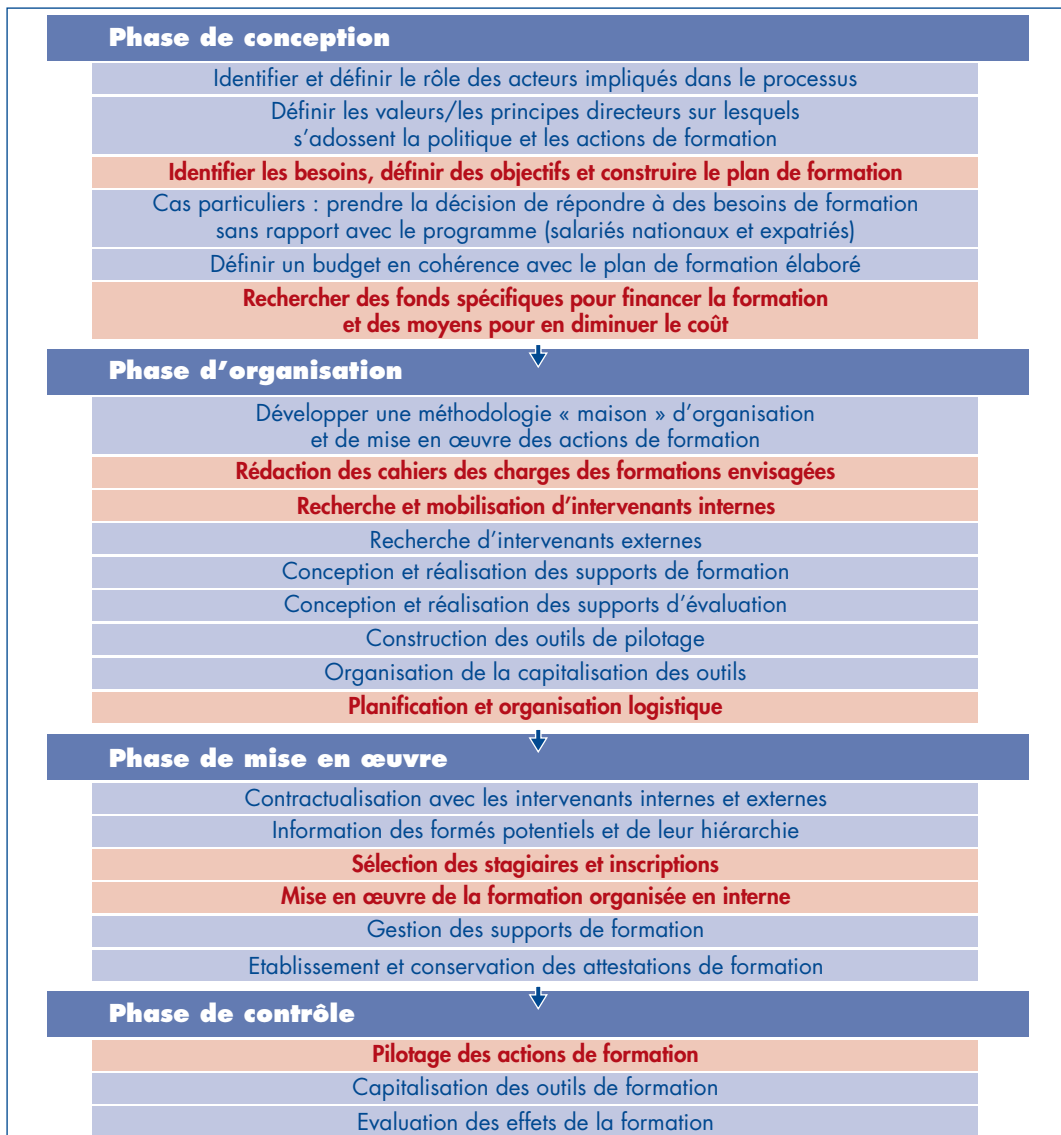 Phase de conception
Identifier et définir le rôle des acteurs impliqués dans le processus
Définir les valeurs/les principes directeurs sur lesquels
s'adossent la politique et les actions de formation
Identifier les besoins, définir des objectifs et construire le plan de formation
Cas particuliers : prendre la décision de répondre à des besoins de formation
sans rapport avec le programme (salariés nationaux et expatriés)
Définir un budget en cohérence avec le plan de formation élaboré
Rechercher des fonds spécifiques pour financer la formation
et des moyens pour en diminuer le coût
Phase d'organisation
Développer une méthodologie « maison » d'organisation
et de mise en œuvre des actions de formation
Rédaction des cahiers des charges des formations envisagées
Recherche et mobilisation d'intervenants internes
Recherche d'intervenants externes
Conception et réalisation des supports de formation
Conception et réalisation des supports d'évaluation
Construction des outils de pilotage
Organisation de la capitalisation des outils
Planification et organisation logistique
Phase de mise en œuvre
Contractualisation avec les intervenants internes et externes
Information des formés potentiels et de leur hiérarchie
Sélection des stagiaires et inscriptions
Mise en œuvre de la formation organisée en interne
Gestion des supports de formation
Etablissement et conservation des attestations de formation
Phase de contrôle
Pilotage des actions de formation
Capitalisation des outils de formation
Evaluation des effets de la formation